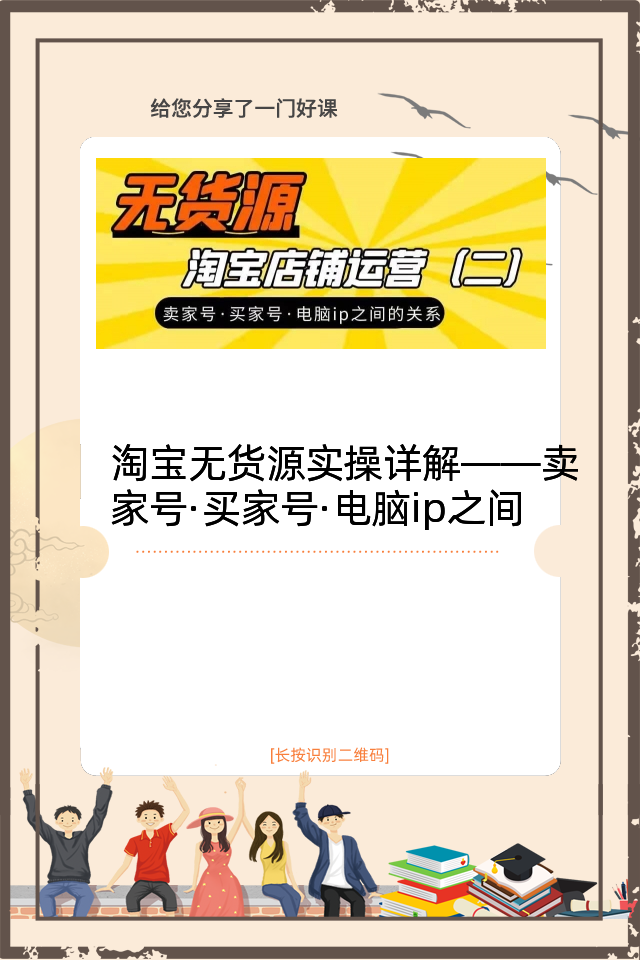 给您分享了一门好课
无货源
淘宝店铺运营（二）
卖家号·买家号·电脑ip之间的关系
淘宝无货源实操详解——卖
家号·买家号·电脑ip之间
[长按识别二维码]